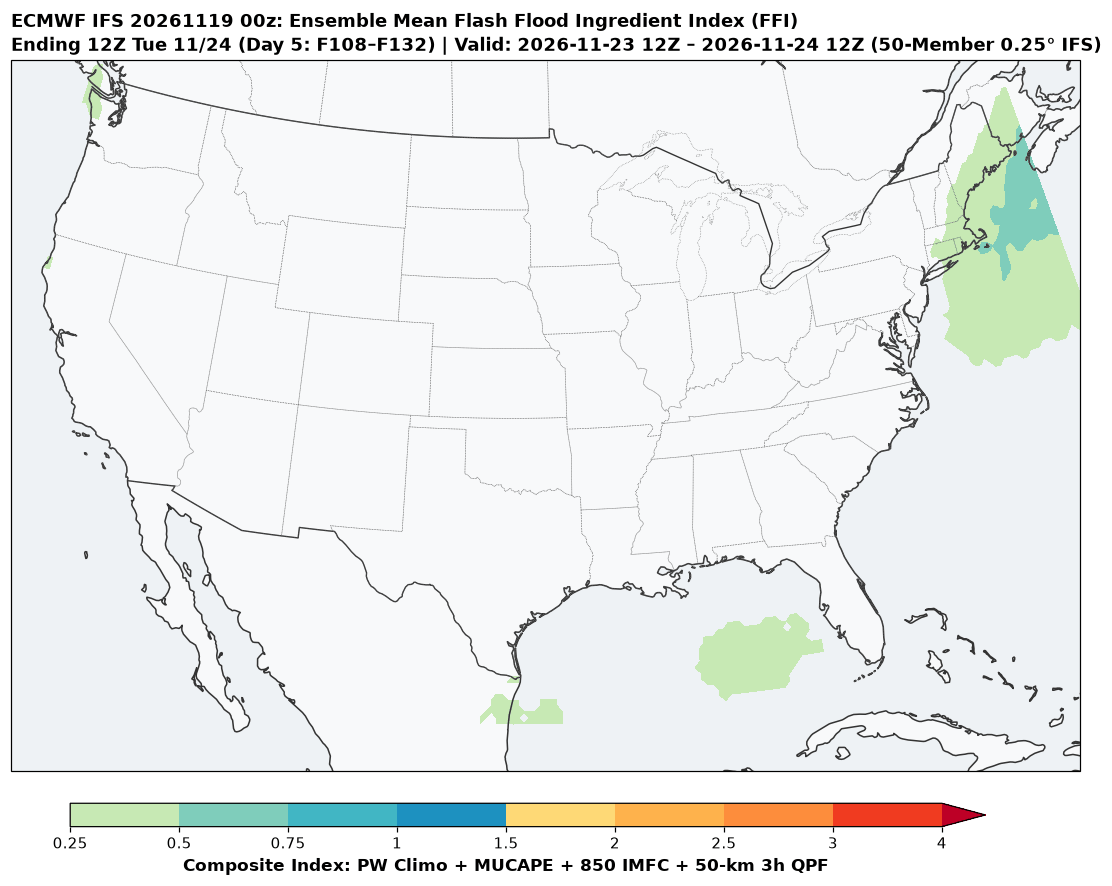 ECMWF IFS 20261119 00z: Ensemble Mean Flash Flood Ingredient Index (FFI)
Ending 12Z Tue 11/24 (Day 5: F108–F132) | Valid: 2026-11-23 12Z – 2026-11-24 12Z (50-Member 0.25° IFS)
0.25 0.5 0.75 1 1.5 2 2.5 3 4
Composite Index: PW Climo + MUCAPE + 850 IMFC + 50-km 3h QPF